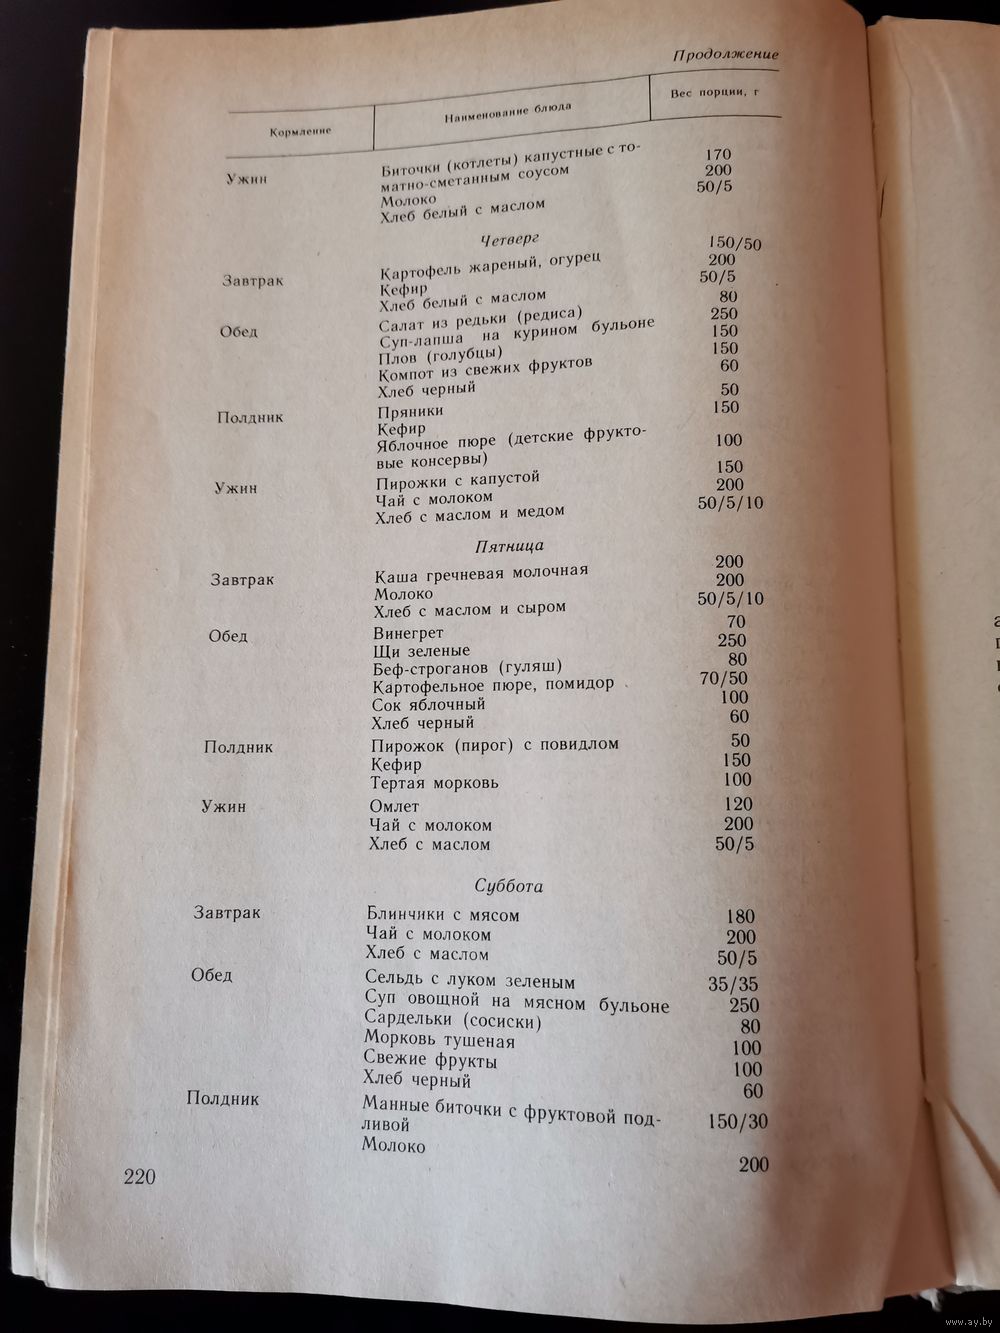 Продолжение
Кормление Наименование блюда Вес порции, г
Ужин Биточки (котлеты) капустные с то-
матно-сметанным соусом 170
Молоко 200
Хлеб белый с маслом 50/5
Четверг
Завтрак Картофель жареный, огурец 150/50
Кефир 200
Хлеб белый с маслом 50/5
Обед Салат из редьки (редиса) 80
Суп-лапша на курином бульоне 250
Плов (голубцы) 150
Компот из свежих фруктов 150
Хлеб черный 60
Полдник Пряники 50
Кефир 150
Яблочное пюре (детские фрукто-
вые консервы) 100
Ужин Пирожки с капустой 150
Чай с молоком 200
Хлеб с маслом и медом 50/5/10
Пятница
Завтрак Каша гречневая молочная 200
Молоко 200
Хлеб с маслом и сыром 50/5/10
Обед Винегрет 70
Щи зеленые 250
Беф-строганов (гуляш) 80
Картофельное пюре, помидор 70/50
Сок яблочный 100
Хлеб черный 60
Полдник Пирожок (пирог) с повидлом 50
Кефир 150
Тертая морковь 100
Ужин Омлет 120
Чай с молоком 200
Хлеб с маслом 50/5
Суббота
Завтрак Блинчики с мясом 180
Чай с молоком 200
Хлеб с маслом 50/5
Обед Сельдь с луком зеленым 35/35
Суп овощной на мясном бульоне 250
Сардельки (сосиски) 80
Морковь тушеная 100
Свежие фрукты 100
Хлеб черный 60
Полдник Манные биточки с фруктовой под-
ливой 150/30
Молоко 200
220
www.ay.by